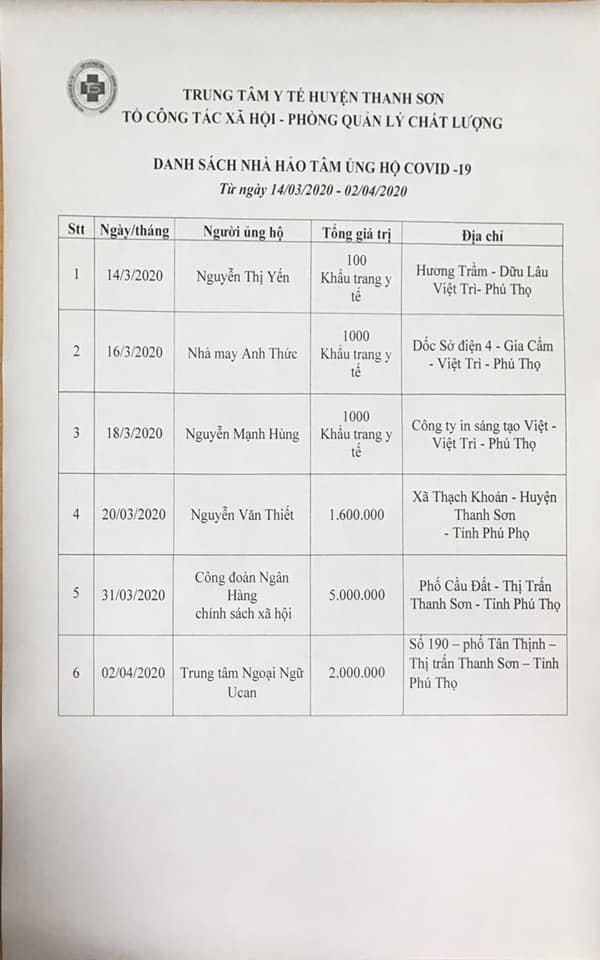 TRUNG TÂM Y TẾ HUYỆN THANH SƠN
TỔ CÔNG TÁC XÃ HỘI - PHÒNG QUẢN LÝ CHẤT LƯỢNG
DANH SÁCH NHÀ HẢO TÂM ỦNG HỘ COVID -19
Từ ngày 14/03/2020 - 02/04/2020
Stt Ngày/tháng Người ủng hộ Tổng giá trị Địa chỉ
1 14/3/2020 Nguyễn Thị Yến
100
Khẩu trang y
tế
Hương Trầm - Dữu Lâu
Việt Trì- Phú Thọ
2 16/3/2020 Nhà may Anh Thức
1000
Khẩu trang y
tế
Dốc Sở điện 4 - Gia Cẩm
- Việt Trì - Phú Thọ
3 18/3/2020 Nguyễn Mạnh Hùng
1000
Khẩu trang y
tế
Công ty in sáng tạo Việt -
Việt Trì - Phú Thọ
4 20/03/2020 Nguyễn Văn Thiết 1.600.000
Xã Thạch Khoán - Huyện
Thanh Sơn
- Tỉnh Phú Phọ
5 31/03/2020
Công đoàn Ngân
Hàng
chính sách xã hội
5.000.000
Phố Cầu Đất - Thị Trấn
Thanh Sơn - Tỉnh Phú Thọ
6 02/04/2020
Trung tâm Ngoại Ngữ
Ucan
2.000.000
Số 190 – phố Tân Thịnh –
Thị trấn Thanh Sơn – Tỉnh
Phú Thọ